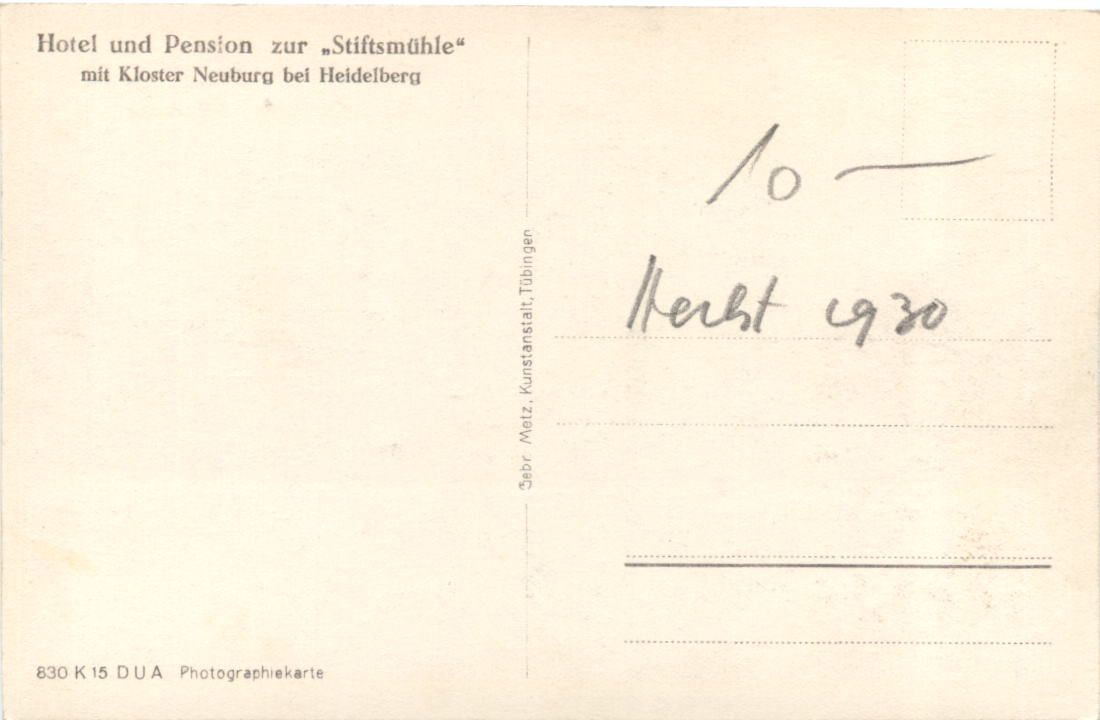 Hotel und Pension zur „Stiftsmühle“
mit Kloster Neuburg bei Heidelberg
830 K 15 D U A Photographiekarte
Gebr. Metz, Kunstanstalt, Tübingen
10 —
Herbst 1930